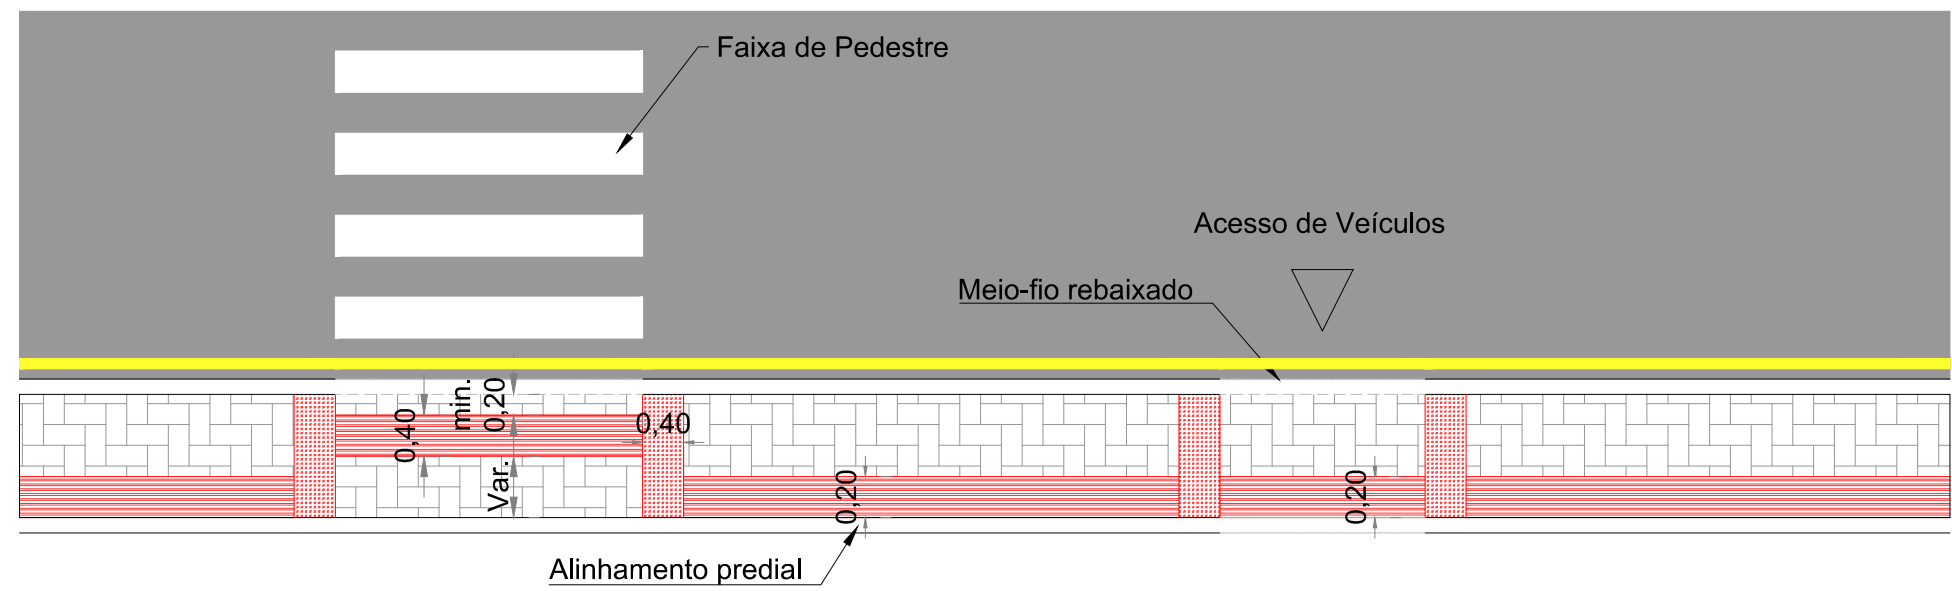 Faixa de Pedestre
Acesso de Veículos
Meio-fio rebaixado
0,40
min.
0,20
Var.
0,40
0,20
0,20
Alinhamento predial